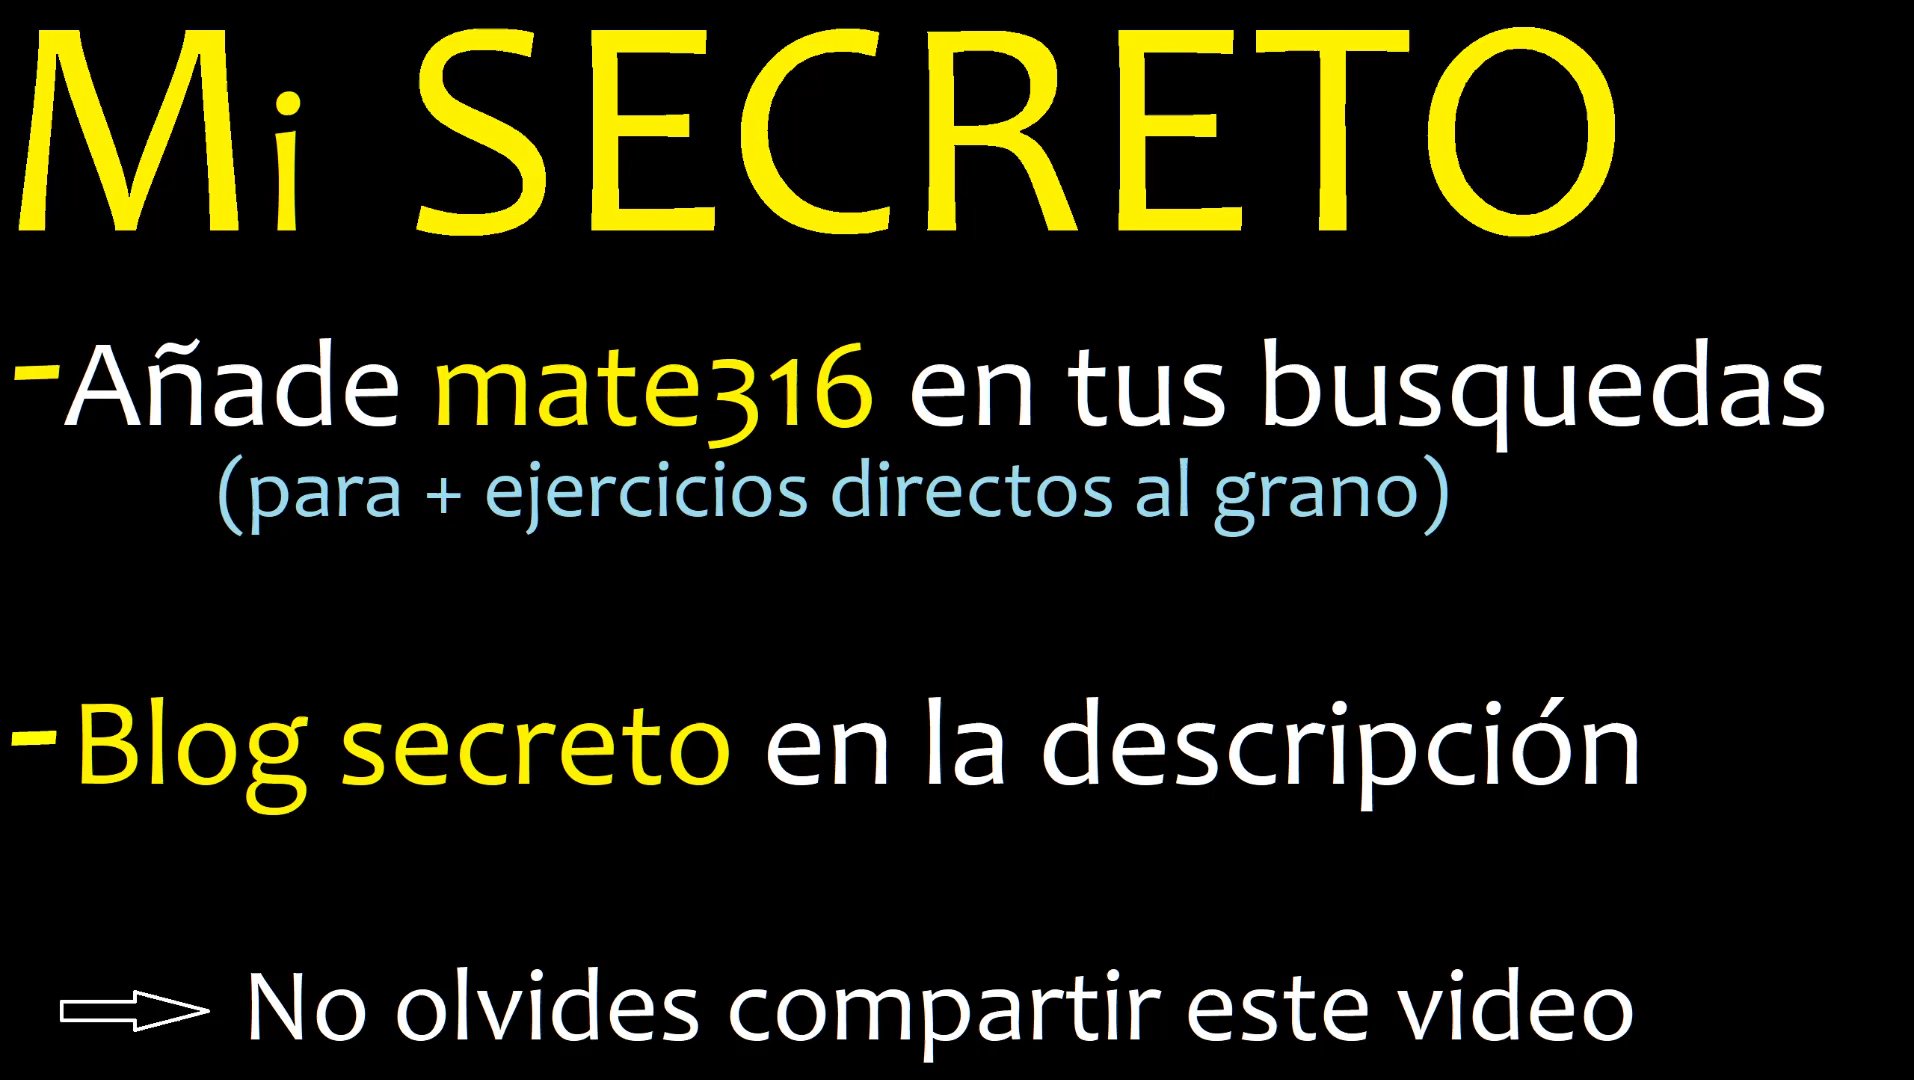 Mi SECRETO
-Añade mate316 en tus busquedas
(para + ejercicios directos al grano)
-Blog secreto en la descripción
No olvides compartir este video